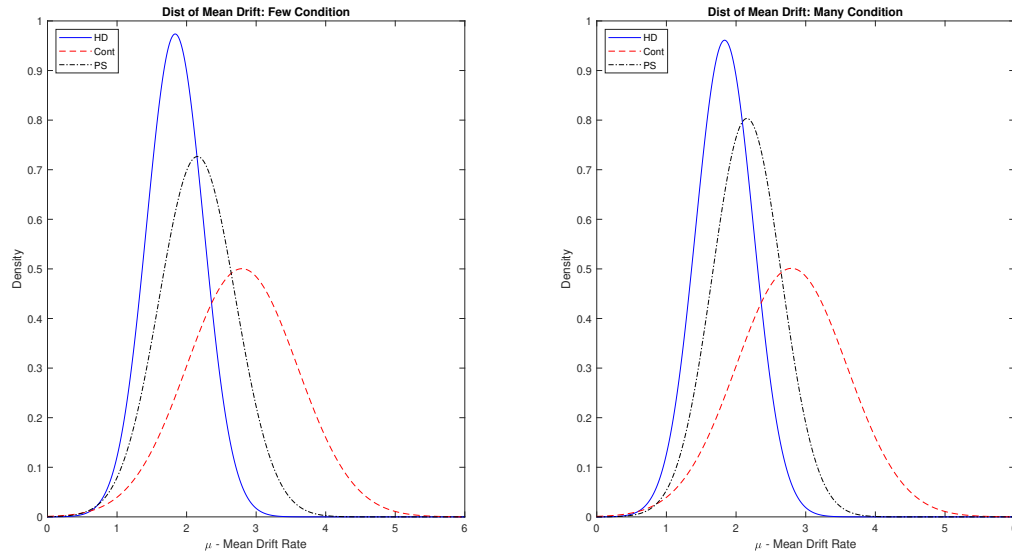 Dist of Mean Drift: Few Condition
HD
Cont
PS
1
0.9
0.8
0.7
0.6
0.5
0.4
0.3
0.2
0.1
0
Density
0 1 2 3 4 5 6
μ - Mean Drift Rate
Dist of Mean Drift: Many Condition
HD
Cont
PS
1
0.9
0.8
0.7
0.6
0.5
0.4
0.3
0.2
0.1
0
Density
0 1 2 3 4 5 6
μ - Mean Drift Rate